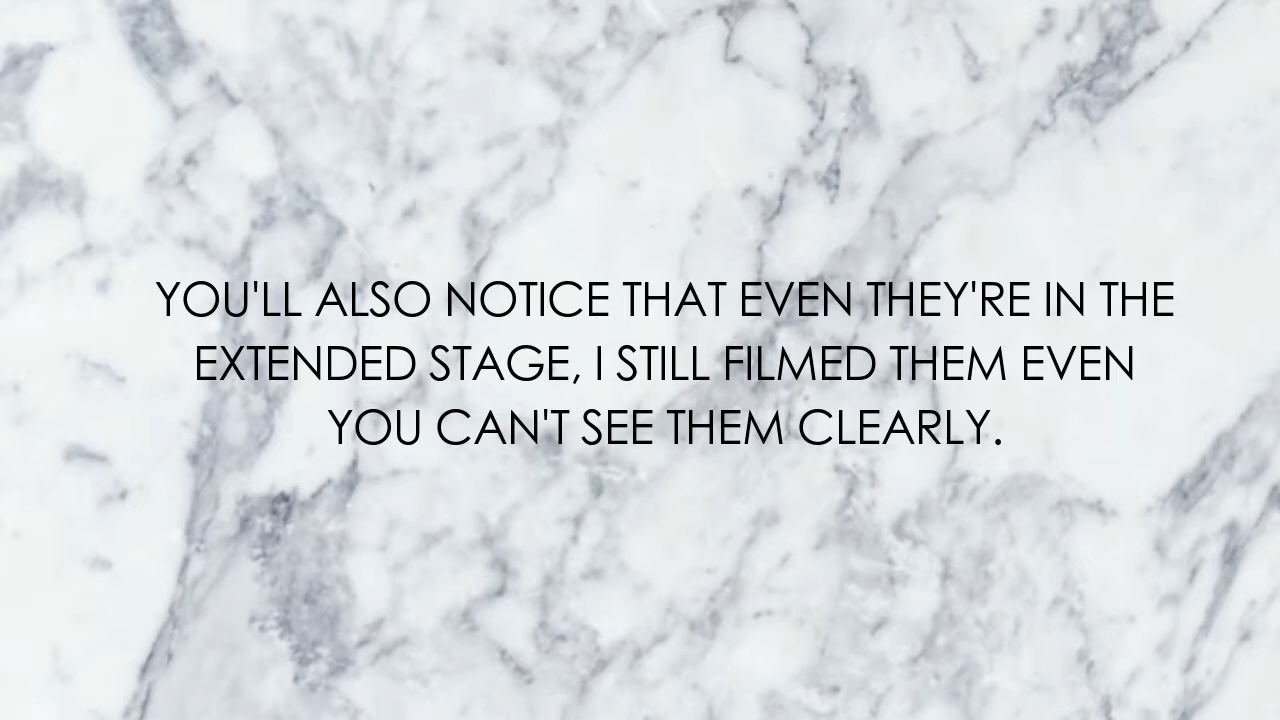 YOU'LL ALSO NOTICE THAT EVEN THEY'RE IN THE
EXTENDED STAGE, I STILL FILMED THEM EVEN
YOU CAN'T SEE THEM CLEARLY.